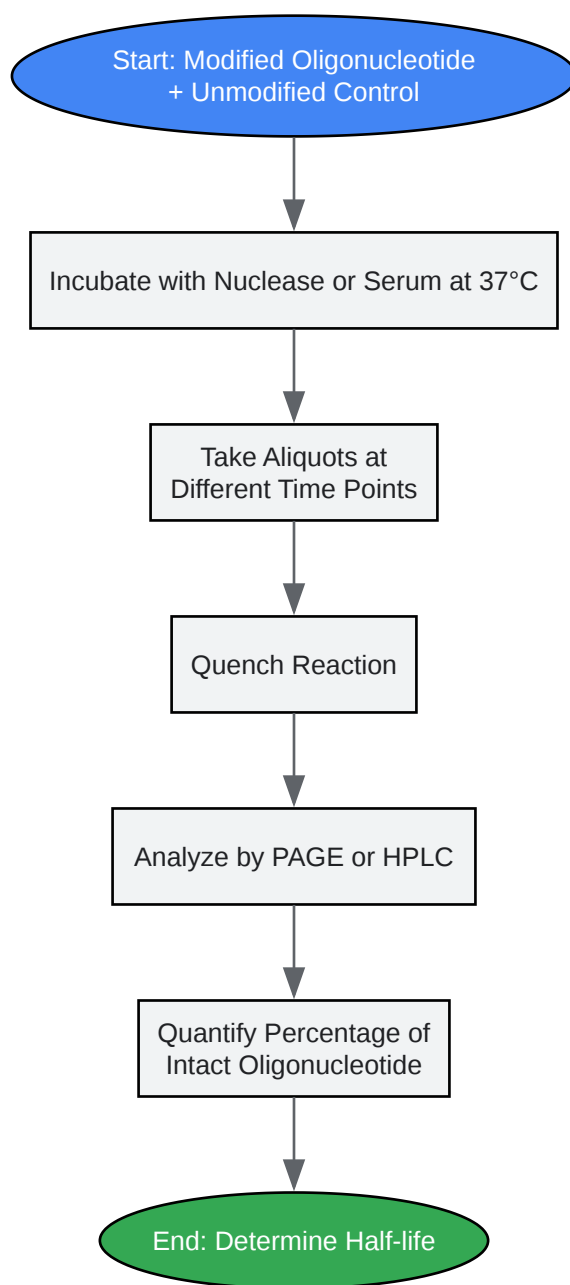 Start: Modified Oligonucleotide
+ Unmodified Control
Incubate with Nuclease or Serum at 37°C
Take Aliquots at
Different Time Points
Quench Reaction
Analyze by PAGE or HPLC
Quantify Percentage of
Intact Oligonucleotide
End: Determine Half-life